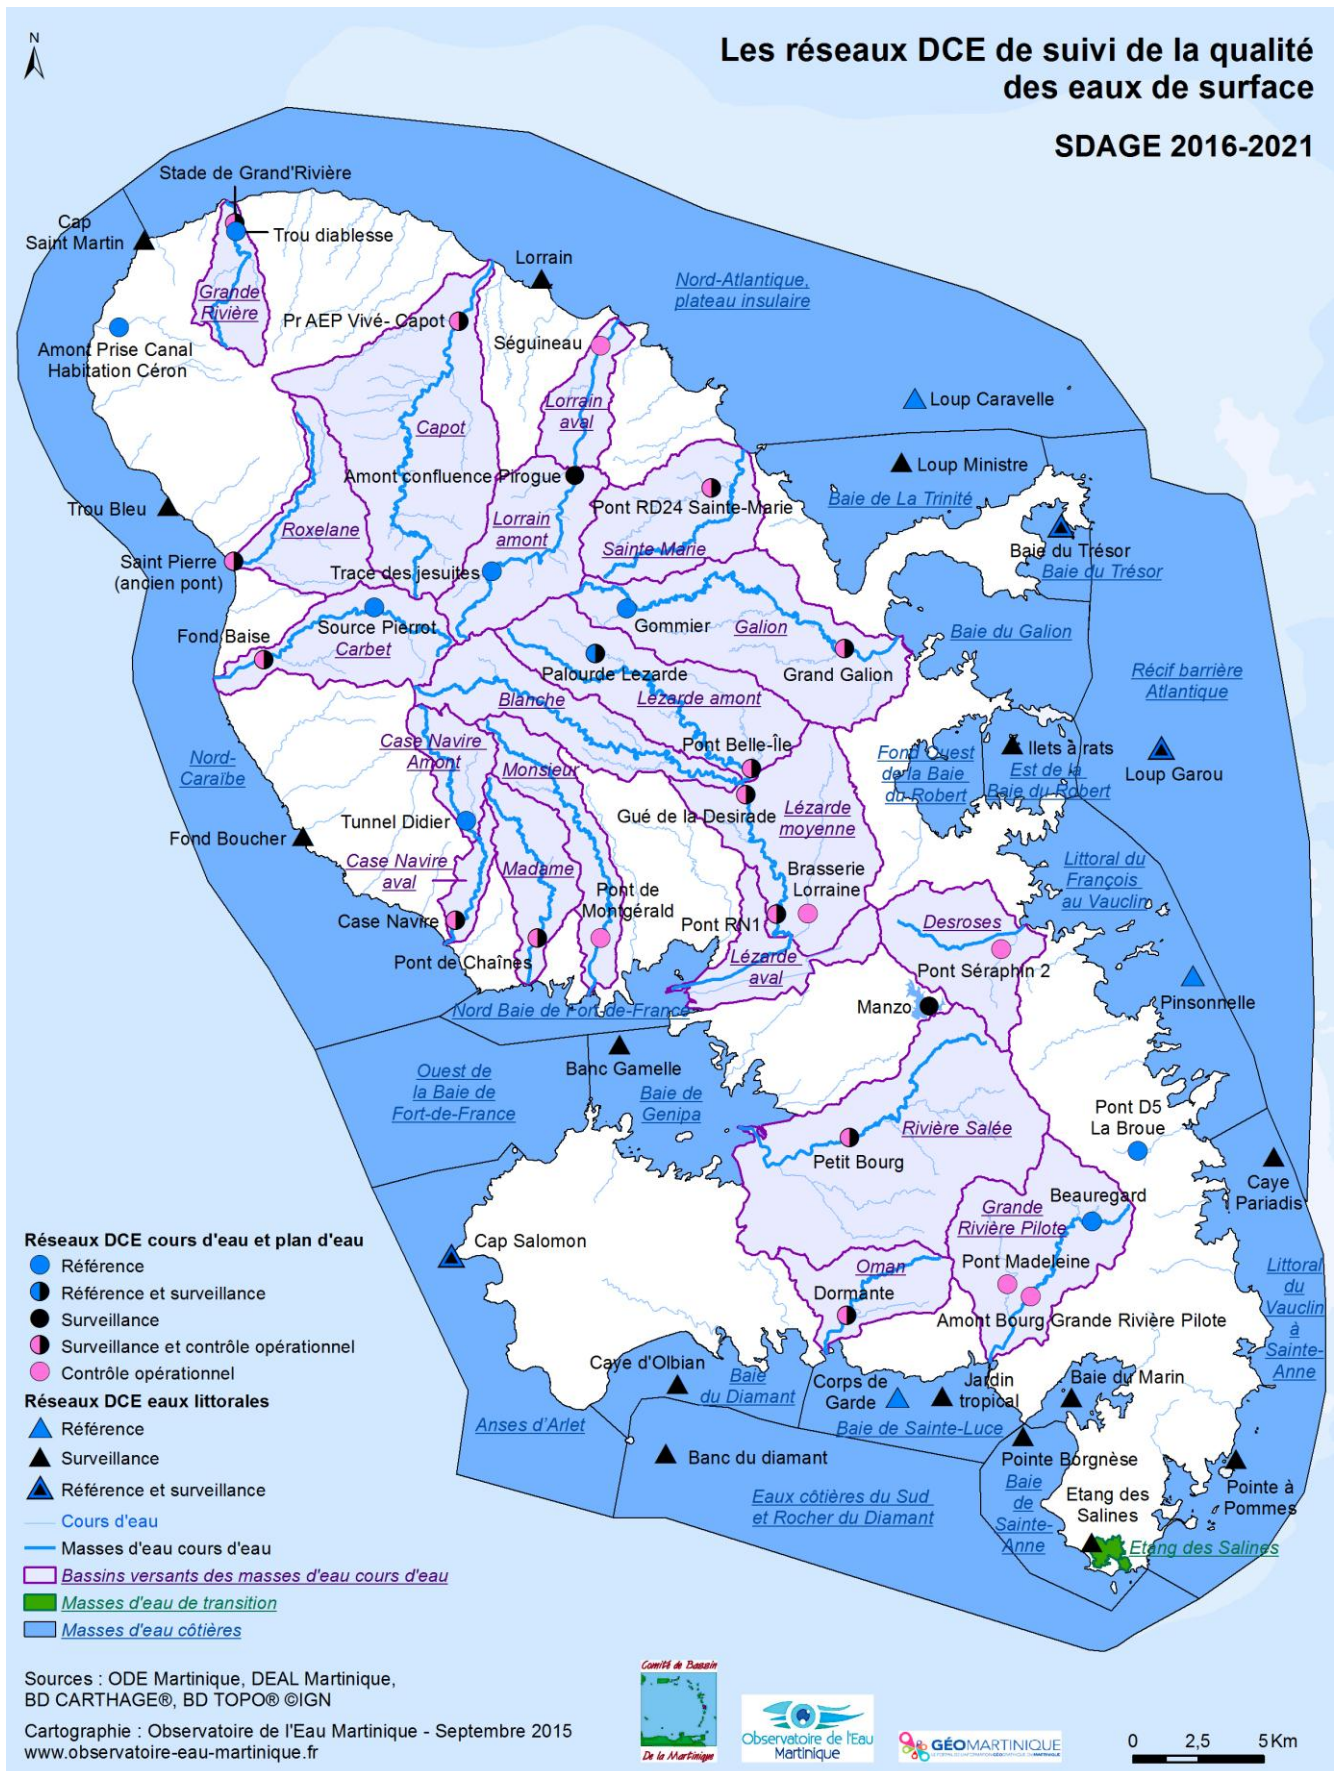 N
Les réseaux DCE de suivi de la qualité
des eaux de surface
SDAGE 2016-2021
Stade de Grand'Rivière
Cap
Saint Martin
Trou diablesse
Lorrain
Nord-Atlantique,
plateau insulaire
Grande
Rivière
Pr AEP Vivé- Capot
Amont Prise Canal
Habitation Céron
Séguineau
Loup Caravelle
Lorrain
aval
Capot
Loup Ministre
Amont confluence Pirogue
Baie de La Trinité
Pont RD24 Sainte-Marie
Trou Bleu
Roxelane
Lorrain
amont
Sainte Marie
Baie du Trésor
Baie du Trésor
Saint Pierre
(ancien pont)
Trace des jesuites
Source Pierrot
Gommier
Galion
Baie du Galion
Fond Baise
Carbet
Palourde Lezarde
Grand Galion
Récif barrière
Atlantique
Blanche
Lézarde amont
Case Navire
Amont
Monsieur
Pont Belle-Île
Fond Ouest
de la Baie
du Robert
Ilets à rats
Est de la
Baie du Robert
Loup Garou
Nord-
Caraïbe
Gué de la Desirade
Lézarde
moyenne
Tunnel Didier
Fond Boucher
Case Navire
aval
Madame
Brasserie
Lorraine
Littoral du
François
au Vauclin
Pont de
Montgérald
Case Navire
Pont RN1
Desroses
Pont de Chaînes
Lézarde
aval
Pont Séraphin 2
Manzo
Pinsonnelle
Nord Baie de Fort-de-France
Banc Gamelle
Ouest de
la Baie de
Fort-de-France
Baie de
Genipa
Pont D5
La Broue
Rivière Salée
Petit Bourg
Caye
Pariadis
Beauregard
Grande
Rivière Pilote
Cap Salomon
Oman
Pont Madeleine
Littoral
du
Vauclin
à
Sainte-
Anne
Dormante
Amont Bourg Grande Rivière Pilote
Caye d'Olbian
Baie
du Diamant
Corps de
Garde
Jardin
tropical
Baie du Marin
Anses d'Arlet
Baie de Sainte-Luce
Banc du diamant
Pointe Borgnèse
Baie
de
Sainte-
Anne
Pointe à
Pommes
Eaux côtières du Sud
et Rocher du Diamant
Etang des
Salines
Etang des Salines
Réseaux DCE cours d'eau et plan d'eau
Référence
Référence et surveillance
Surveillance
Surveillance et contrôle opérationnel
Contrôle opérationnel
Réseaux DCE eaux littorales
Référence
Surveillance
Référence et surveillance
Cours d'eau
Masses d'eau cours d'eau
Bassins versants des masses d'eau cours d'eau
Masses d'eau de transition
Masses d'eau côtières
Sources : ODE Martinique, DEAL Martinique,
BD CARTHAGE®, BD TOPO® ©IGN
Cartographie : Observatoire de l'Eau Martinique - Septembre 2015
www.observatoire-eau-martinique.fr
Comité de Bassin
De la Martinique
Observatoire de l'Eau
Martinique
GÉOMARTINIQUE
0 2,5 5 Km